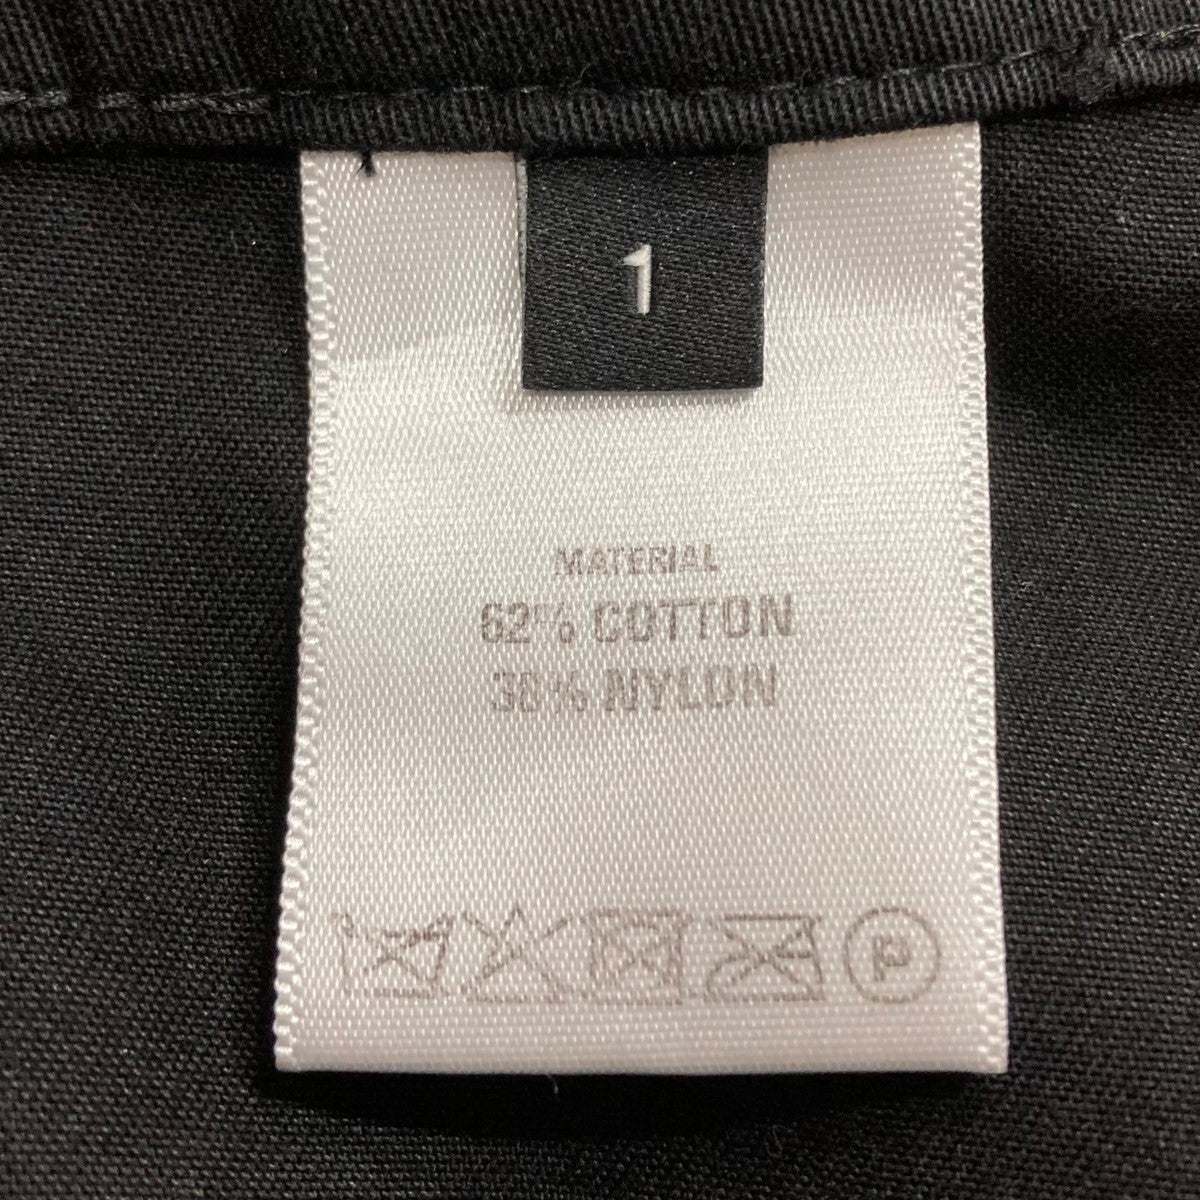 1
MATERIAL
62% COTTON
38% NYLON
P